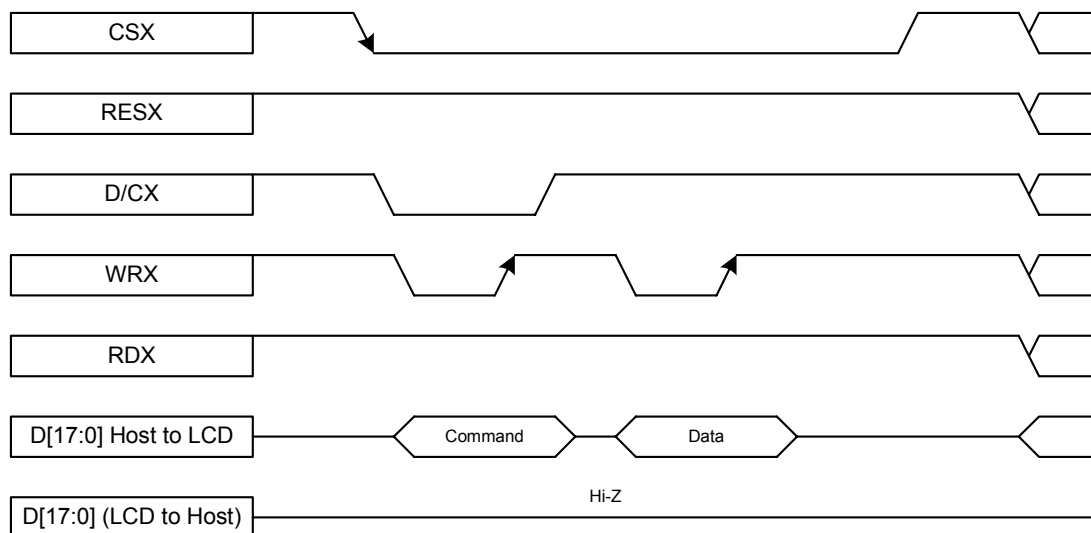 CSX
RESX
D/CX
WRX
RDX
D[17:0] Host to LCD
Command
Data
D[17:0] (LCD to Host)
Hi-Z